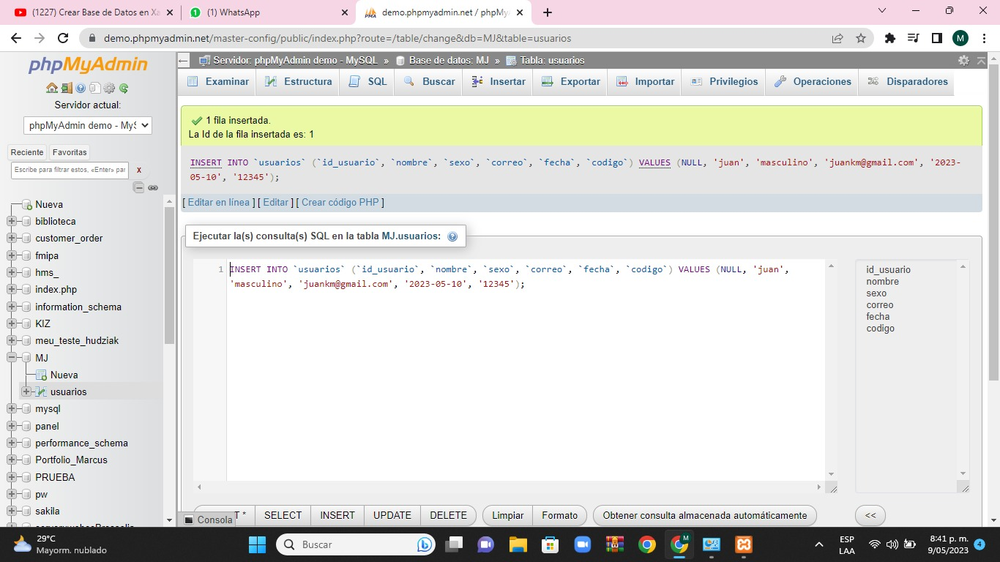 (1227) Crear Base de Datos en Xa
(1) WhatsApp
demo.phpmyadmin.net / phpMy
demo.phpmyadmin.net/master-config/public/index.php?route=/table/change&db=MJ&table=usuarios
M
phpMyAdmin
Servidor actual:
phpMyAdmin demo - MyS
Reciente Favoritas
Escribe para filtrar estos, «Enter» par X
Nueva
biblioteca
customer_order
fmipa
hms_
index.php
information_schema
KIZ
meu_teste_hudziak
MJ
Nueva
usuarios
mysql
panel
performance_schema
Portfolio_Marcus
PRUEBA
pw
sakila
Servidor: phpMyAdmin demo - MySQL » Base de datos: MJ » Tabla: usuarios
Examinar Estructura SQL Buscar Insertar Exportar Importar Privilegios Operaciones Disparadores
1 fila insertada.
La Id de la fila insertada es: 1
INSERT INTO `usuarios` (`id_usuario`, `nombre`, `sexo`, `correo`, `fecha`, `codigo`) VALUES (NULL, 'juan', 'masculino', 'juankm@gmail.com', '2023-
05-10', '12345');
[ Editar en línea ] [ Editar ] [ Crear código PHP ]
Ejecutar la(s) consulta(s) SQL en la tabla MJ.usuarios:
1 INSERT INTO `usuarios` (`id_usuario`, `nombre`, `sexo`, `correo`, `fecha`, `codigo`) VALUES (NULL, 'juan',
'masculino', 'juankm@gmail.com', '2023-05-10', '12345');
id_usuario
nombre
sexo
correo
fecha
codigo
Consola
T * SELECT INSERT UPDATE DELETE Limpiar Formato Obtener consulta almacenada automáticamente <<
29°C
Mayorm. nublado
Buscar
M
ESP
LAA
8:41 p. m.
9/05/2023
4